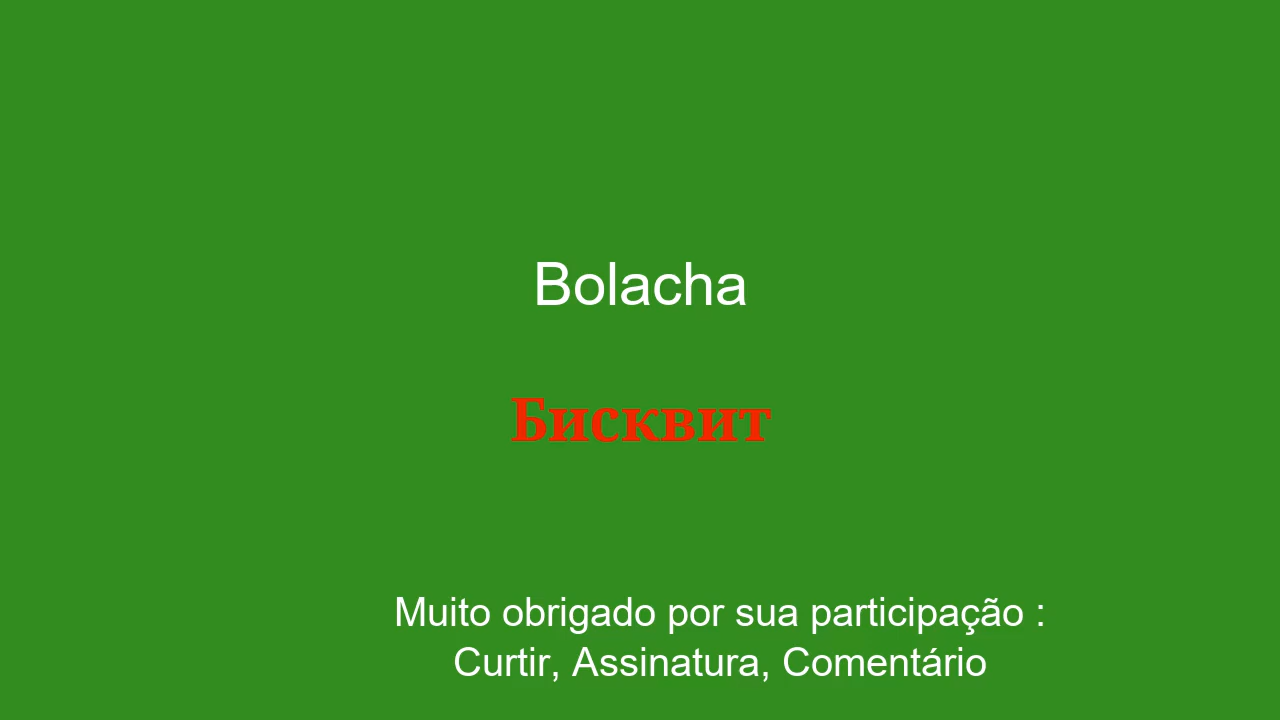 Bolacha
Бисквит
Muito obrigado por sua participação :
Curtir, Assinatura, Comentário